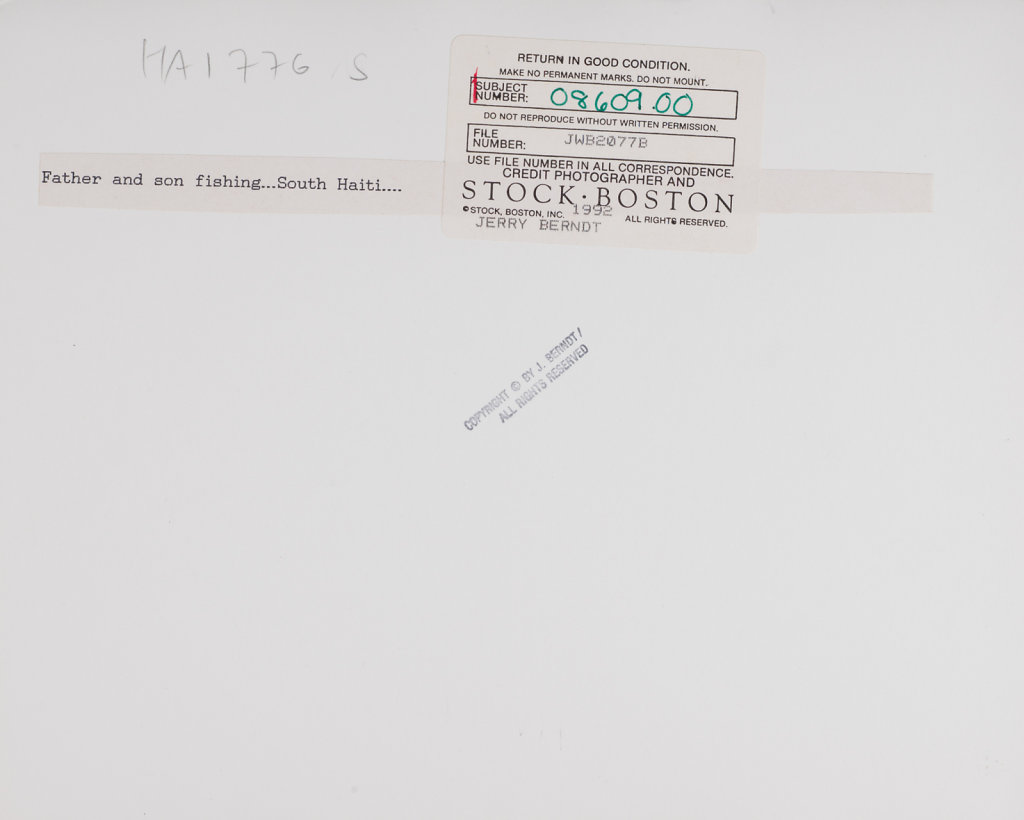 HA1776 S
RETURN IN GOOD CONDITION.
MAKE NO PERMANENT MARKS. DO NOT MOUNT.
SUBJECT NUMBER: 08609.00
DO NOT REPRODUCE WITHOUT WRITTEN PERMISSION.
FILE NUMBER: JWB2077B
USE FILE NUMBER IN ALL CORRESPONDENCE.
CREDIT PHOTOGRAPHER AND
STOCK·BOSTON
©STOCK, BOSTON, INC. 1992 ALL RIGHTS RESERVED.
JERRY BERNDT
Father and son fishing...South Haiti....
COPYRIGHT © BY J. BERNDT/
ALL RIGHTS RESERVED